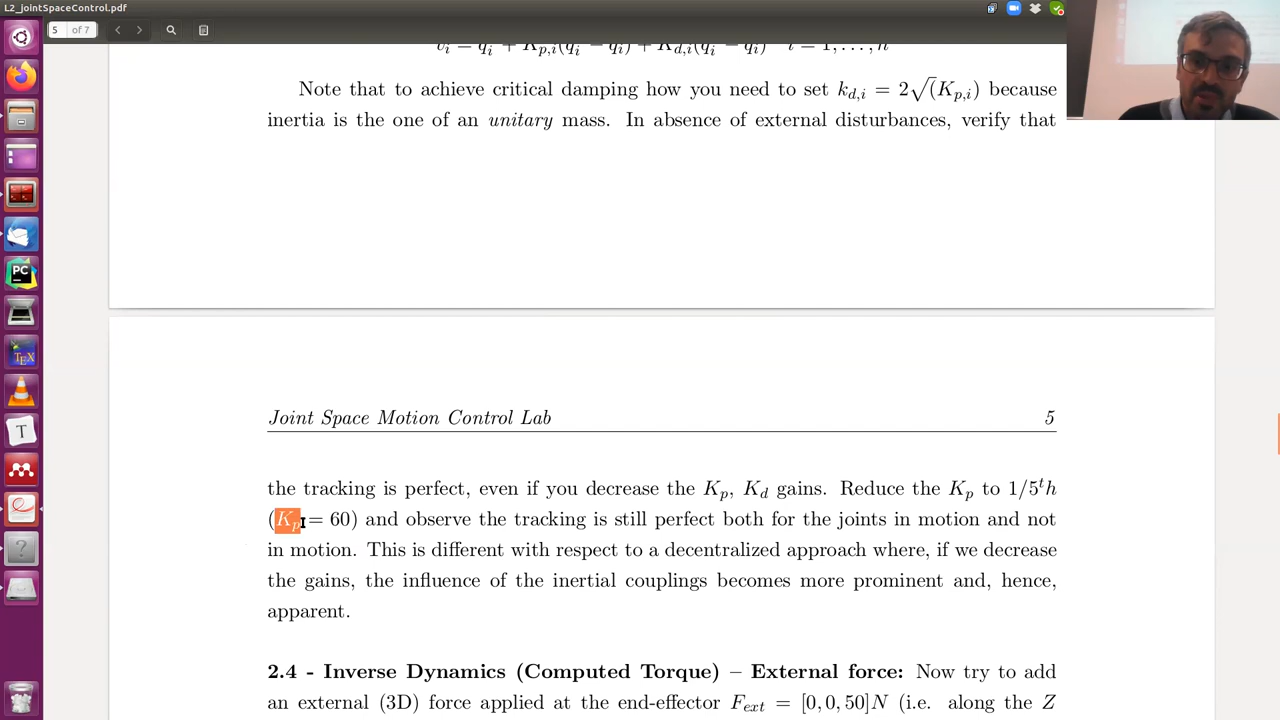 L2_jointSpaceControl.pdf
5 of 7
Note that to achieve critical damping how you need to set k_{d,i} = 2√(K_{p,i}) because
inertia is the one of an unitary mass. In absence of external disturbances, verify that
Joint Space Motion Control Lab 5
the tracking is perfect, even if you decrease the K_p, K_d gains. Reduce the K_p to 1/5^th
(K_p = 60) and observe the tracking is still perfect both for the joints in motion and not
in motion. This is different with respect to a decentralized approach where, if we decrease
the gains, the influence of the inertial couplings becomes more prominent and, hence,
apparent.
2.4 - Inverse Dynamics (Computed Torque) – External force: Now try to add
an external (3D) force applied at the end-effector F_{ext} = [0, 0, 50]N (i.e. along the Z
PC
TEX
T
?